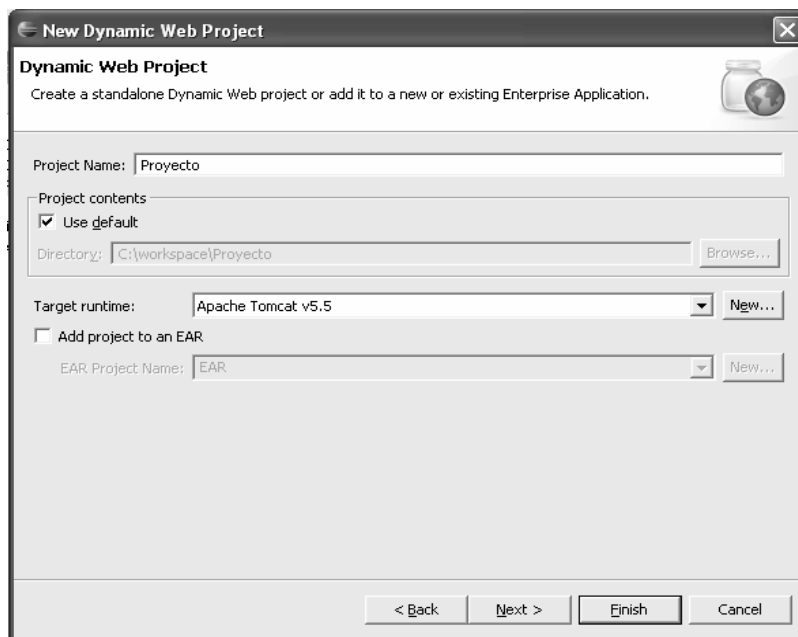 New Dynamic Web Project
Dynamic Web Project
Create a standalone Dynamic Web project or add it to a new or existing Enterprise Application.
Project Name: Proyecto
Project contents
Use default
Directory: C:\workspace\Proyecto Browse...
Target runtime: Apache Tomcat v5.5 New...
Add project to an EAR
EAR Project Name: EAR New...
< Back Next > Finish Cancel